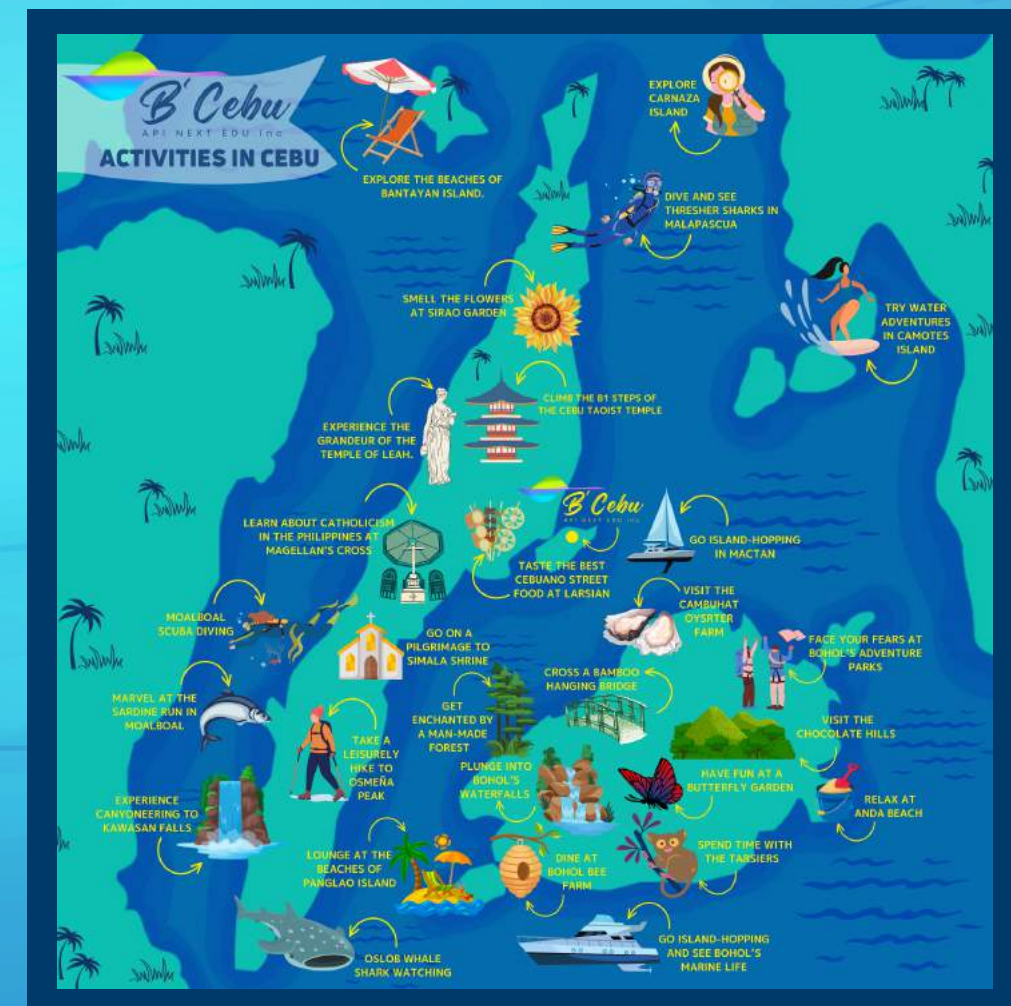 B' Cebu
API NEXT EDU Inc
ACTIVITIES IN CEBU
EXPLORE THE BEACHES OF
BANTAYAN ISLAND.
EXPLORE
CARNAZA
ISLAND
DIVE AND SEE
THRESHER SHARKS IN
MALAPASCUA
SMELL THE FLOWERS
AT SIRAO GARDEN
TRY WATER
ADVENTURES
IN CAMOTES
ISLAND
CLIMB THE 81 STEPS OF
THE CEBU TAOIST TEMPLE
EXPERIENCE THE
GRANDEUR OF THE
TEMPLE OF LEAH.
LEARN ABOUT CATHOLICISM
IN THE PHILIPPINES AT
MAGELLAN'S CROSS
B' Cebu
API NEXT EDU INC
GO ISLAND-HOPPING
IN MACTAN
TASTE THE BEST
CEBUANO STREET
FOOD AT LARSIAN
VISIT THE
CAMBUHAT
OYSRTER
FARM
MOALBOAL
SCUBA DIVING
GO ON A
PILGRIMAGE TO
SIMALA SHRINE
FACE YOUR FEARS AT
BOHOL'S ADVENTURE
PARKS
CROSS A BAMBOO
HANGING BRIDGE
MARVEL AT THE
SARDINE RUN IN
MOALBOAL
GET
ENCHANTED BY
A MAN-MADE
FOREST
VISIT THE
CHOCOLATE HILLS
TAKE A
LEISURELY
HIKE TO
OSMEÑA
PEAK
PLUNGE INTO
BOHOL'S
WATERFALLS
HAVE FUN AT A
BUTTERFLY GARDEN
EXPERIENCE
CANYONEERING TO
KAWASAN FALLS
RELAX AT
ANDA BEACH
LOUNGE AT THE
BEACHES OF
PANGLAO ISLAND
DINE AT
BOHOL BEE
FARM
SPEND TIME WITH
THE TARSIERS
OSLOB WHALE
SHARK WATCHING
GO ISLAND-HOPPING
AND SEE BOHOL'S
MARINE LIFE